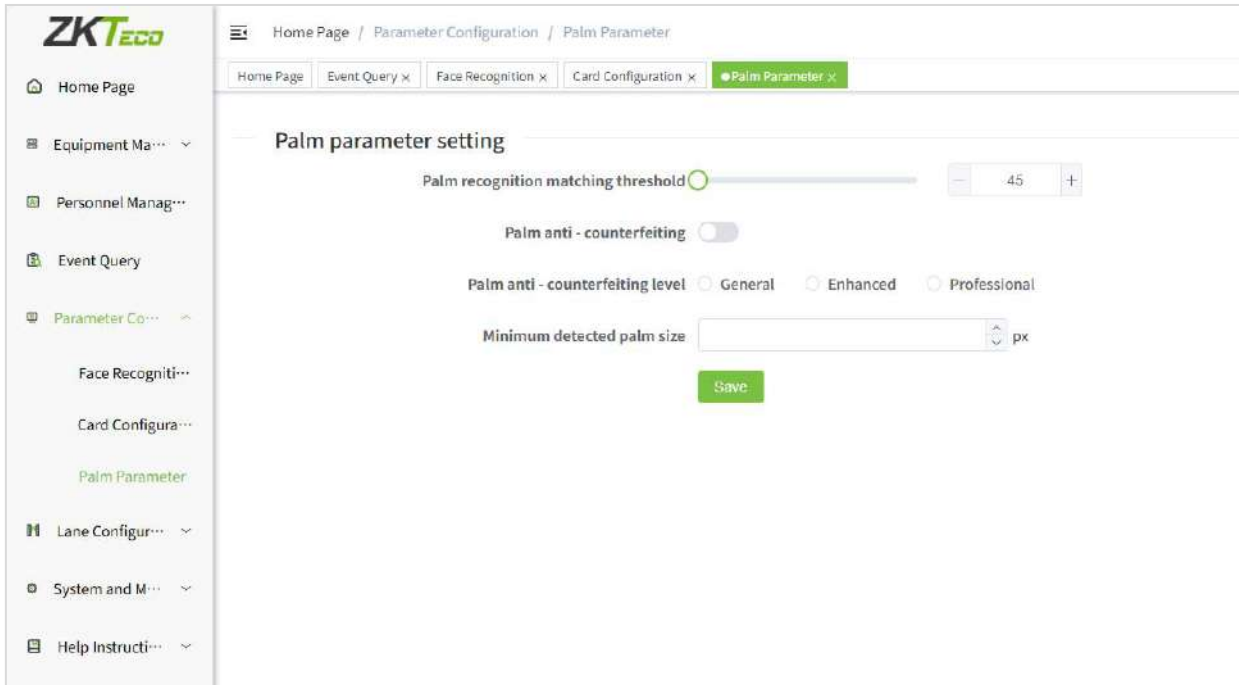 ZKTeco
Home Page / Parameter Configuration / Palm Parameter
Home Page
Event Query ×
Face Recognition ×
Card Configuration ×
Palm Parameter ×
Home Page
Equipment Ma···
Personnel Manag···
Event Query
Parameter Co···
Face Recogniti···
Card Configura···
Palm Parameter
Lane Configur···
System and M···
Help Instructi···
Palm parameter setting
Palm recognition matching threshold − 45 +
Palm anti - counterfeiting
Palm anti - counterfeiting level General Enhanced Professional
Minimum detected palm size px
Save